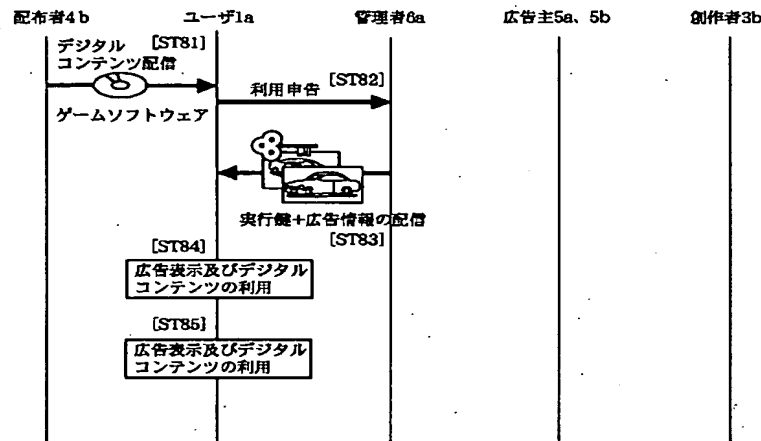 配布者4b
ユーザ1a
管理者6a
広告主5a、5b
創作者3b
[ST81]
デジタル
コンテンツ配信
ゲームソフトウェア
利用申告
[ST82]
実行鍵+広告情報の配信
[ST83]
[ST84]
広告表示及びデジタル
コンテンツの利用
[ST85]
広告表示及びデジタル
コンテンツの利用